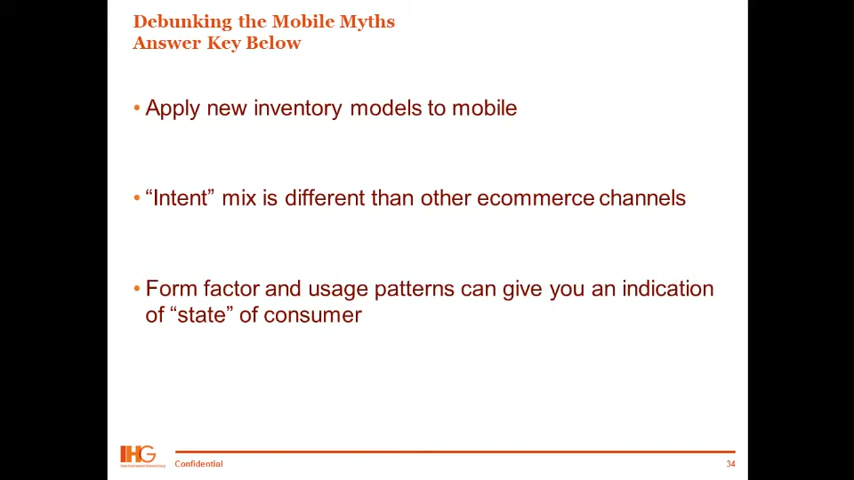 Debunking the Mobile Myths
Answer Key Below
• Apply new inventory models to mobile
• “Intent” mix is different than other ecommerce channels
• Form factor and usage patterns can give you an indication
of “state” of consumer
IHG
Confidential
34